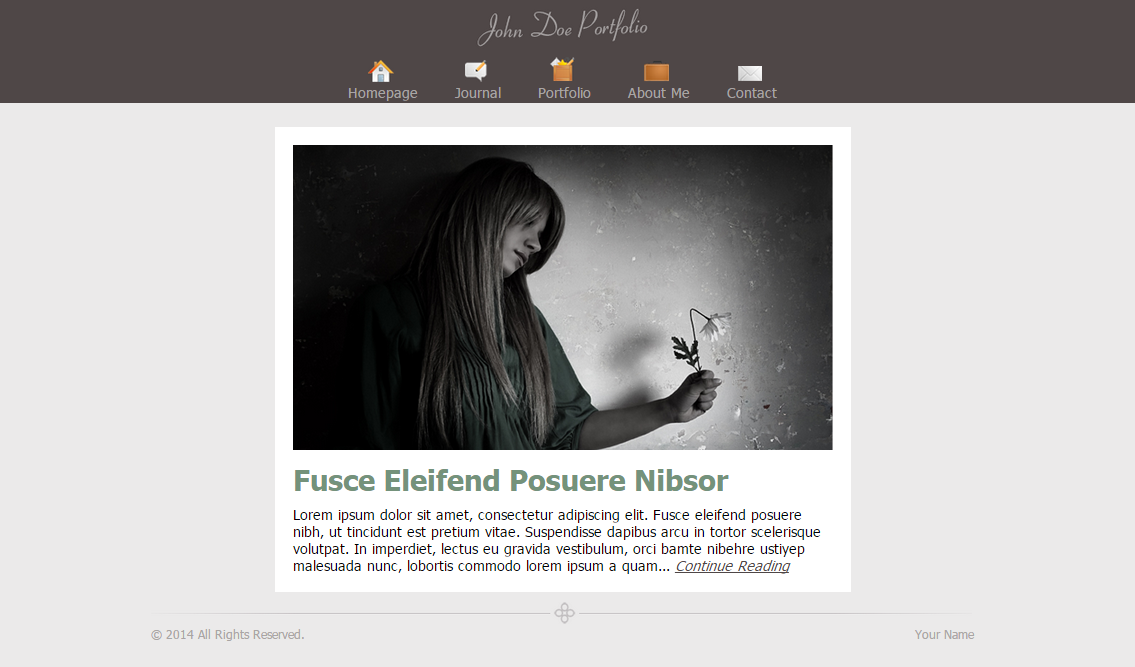 John Doe Portfolio
Homepage Journal Portfolio About Me Contact
Fusce Eleifend Posuere Nibsor
Lorem ipsum dolor sit amet, consectetur adipiscing elit. Fusce eleifend posuere
nibh, ut tincidunt est pretium vitae. Suspendisse dapibus arcu in tortor scelerisque
volutpat. In imperdiet, lectus eu gravida vestibulum, orci bamte nibehre ustiyep
malesuada nunc, lobortis commodo lorem ipsum a quam... Continue Reading
© 2014 All Rights Reserved. Your Name